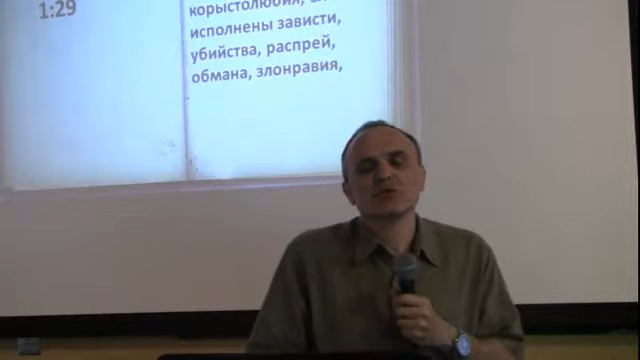 1:29
корыстолюбия,
исполнены зависти,
убийства, распрей,
обмана, злонравия,